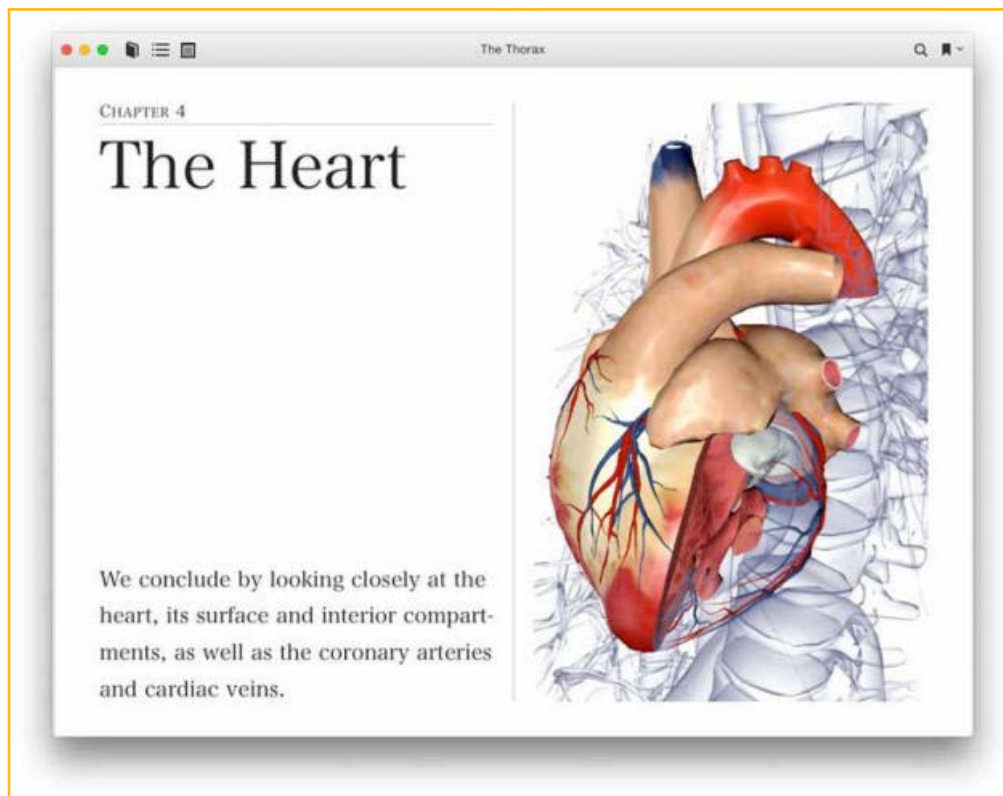 The Thorax
CHAPTER 4
The Heart
We conclude by looking closely at the
heart, its surface and interior compart-
ments, as well as the coronary arteries
and cardiac veins.